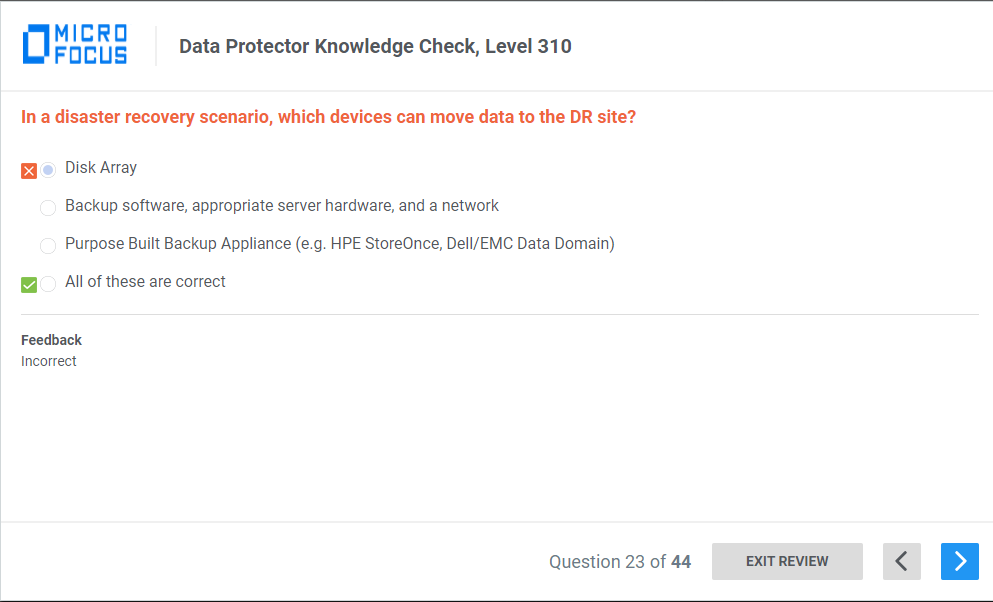 MICRO
FOCUS
Data Protector Knowledge Check, Level 310
In a disaster recovery scenario, which devices can move data to the DR site?
Disk Array
Backup software, appropriate server hardware, and a network
Purpose Built Backup Appliance (e.g. HPE StoreOnce, Dell/EMC Data Domain)
All of these are correct
Feedback
Incorrect
Question 23 of 44 EXIT REVIEW